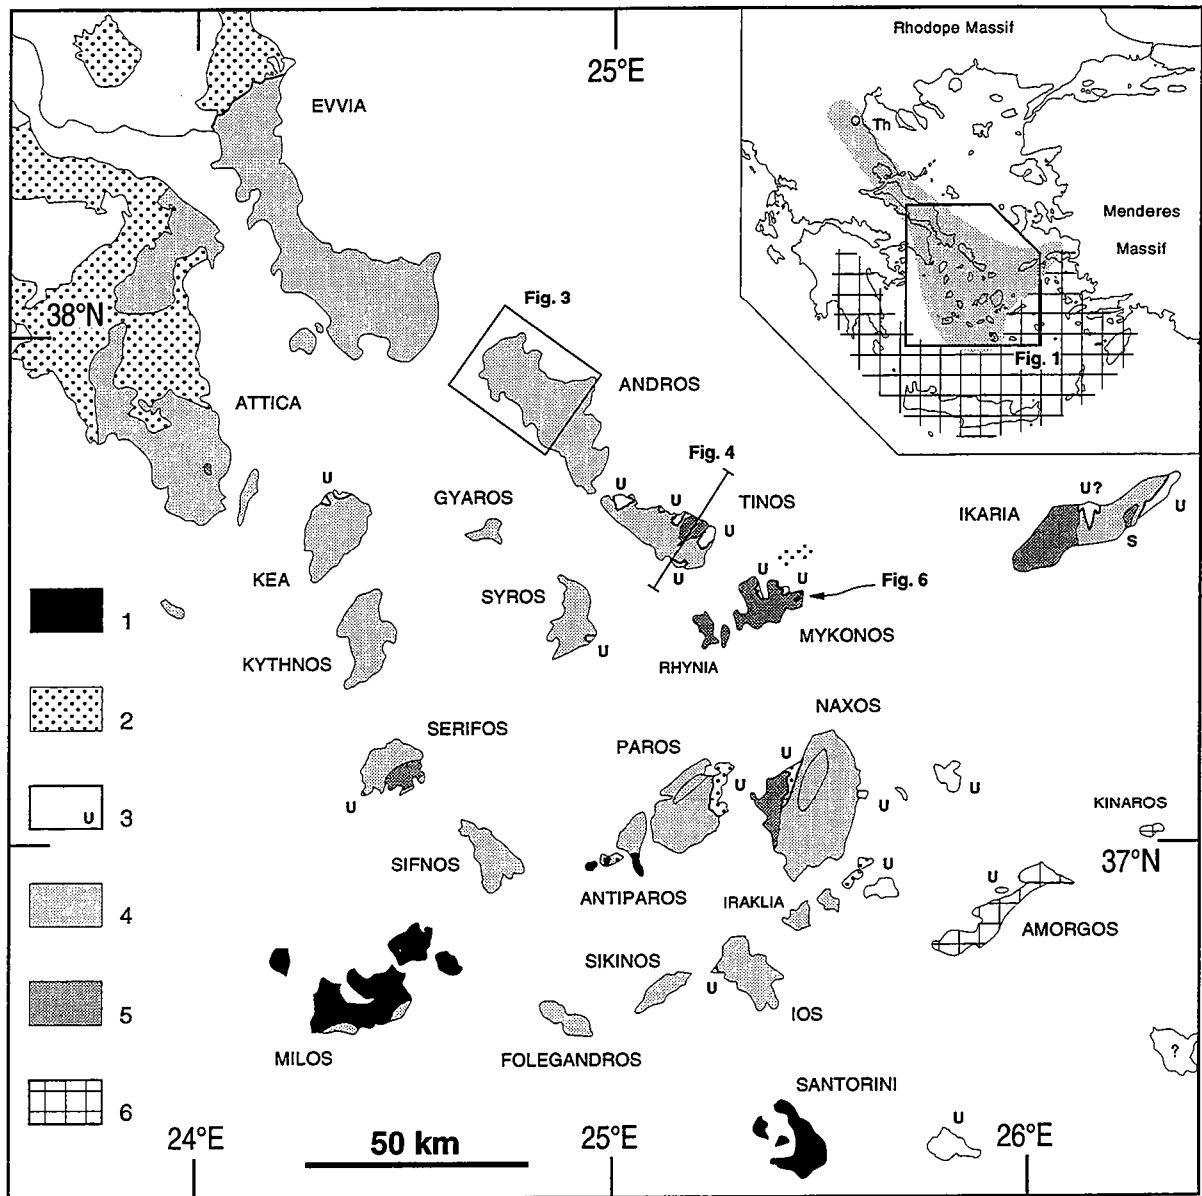 Rhodope Massif
25°E
EVVIA
Th
Menderes
Massif
38°N
Fig. 3
Fig. 1
ANDROS
ATTICA
Fig. 4
U
U
U
GYAROS
TINOS
U
IKARIA
U?
U
S
KEA
U
SYROS
U
U
Fig. 6
1
KYTHNOS
U
RHYNIA
MYKONOS
2
SERIFOS
NAXOS
PAROS
U
U
U
U
U
KINAROS
U 3
SIFNOS
37°N
ANTIPAROS
IRAKLIA
U
U
4
AMORGOS
SIKINOS
U
5
IOS
MILOS
FOLEGANDROS
?
SANTORINI
6
U
24°E
50 km
25°E
26°E